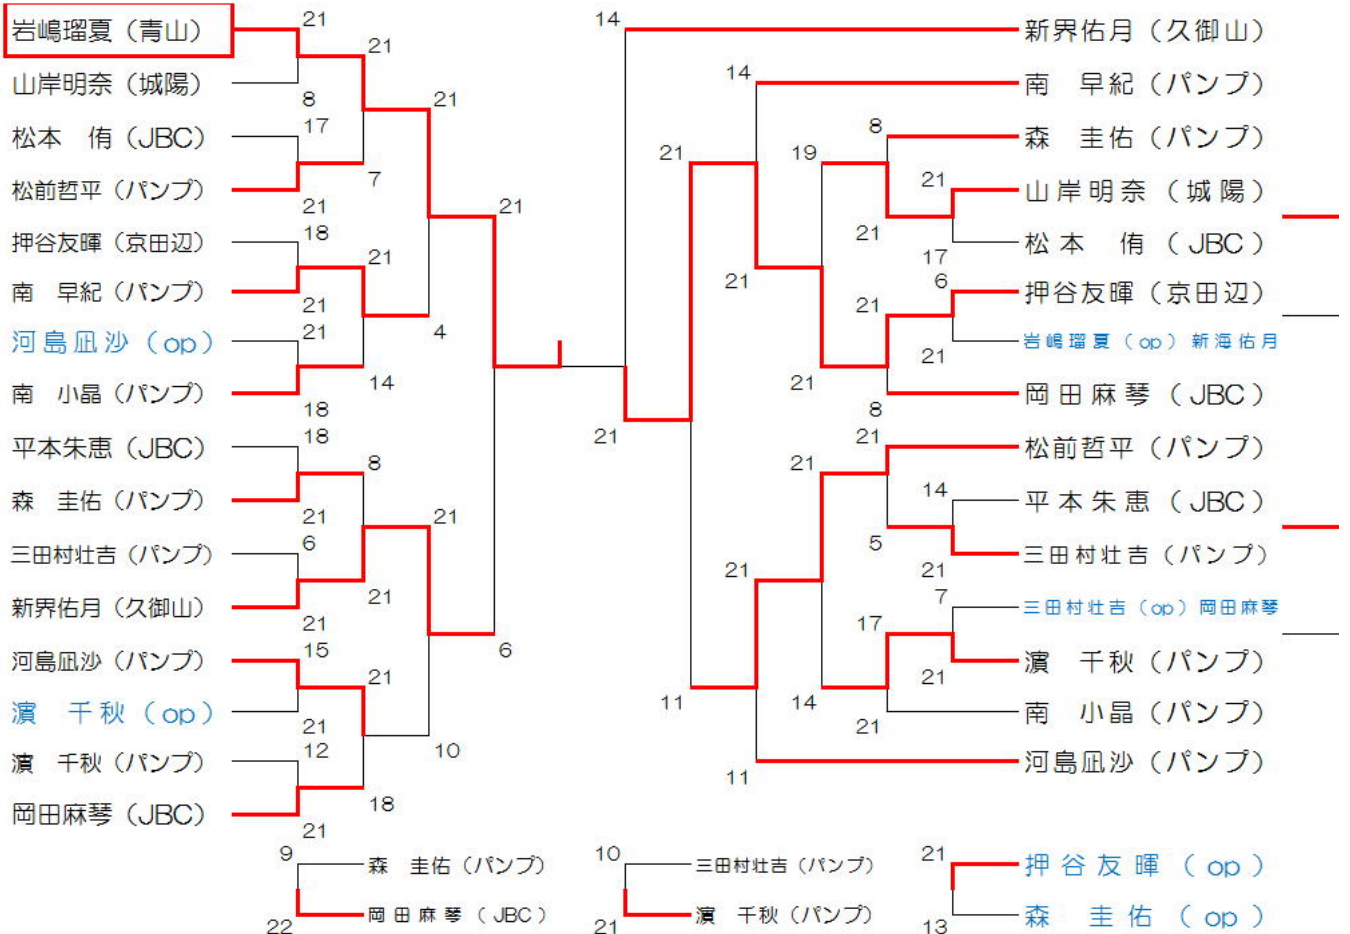 岩嶋瑠夏（青山）
21
21
山岸明奈（城陽）
8
21
松本　侑（JBC）
17
松前哲平（パンプ）
7
21
21
押谷友暉（京田辺）
18
21
南　早紀（パンプ）
21
4
河島凪沙（op）
21
14
南　小晶（パンプ）
18
平本朱恵（JBC）
18
8
森　圭佑（パンプ）
21
21
三田村壮吉（パンプ）
6
21
新界佑月（久御山）
21
6
河島凪沙（パンプ）
15
21
濵　千秋（op）
21
10
濵　千秋（パンプ）
12
18
岡田麻琴（JBC）
21
14
新界佑月（久御山）
14
南　早紀（パンプ）
8
森　圭佑（パンプ）
21
19
21
山岸明奈（城陽）
21
松本　侑（JBC）
17
21
6
押谷友暉（京田辺）
21
岩嶋瑠夏（op）新海佑月
21
21
岡田麻琴（JBC）
8
21
21
21
松前哲平（パンプ）
14
平本朱恵（JBC）
5
三田村壮吉（パンプ）
21
21
7
三田村壮吉（op）岡田麻琴
17
濵　千秋（パンプ）
21
11
14
南　小晶（パンプ）
21
河島凪沙（パンプ）
11
9
森　圭佑（パンプ）
岡田麻琴（JBC）
22
10
三田村壮吉（パンプ）
濵　千秋（パンプ）
21
21
押谷友暉（op）
森　圭佑（op）
13